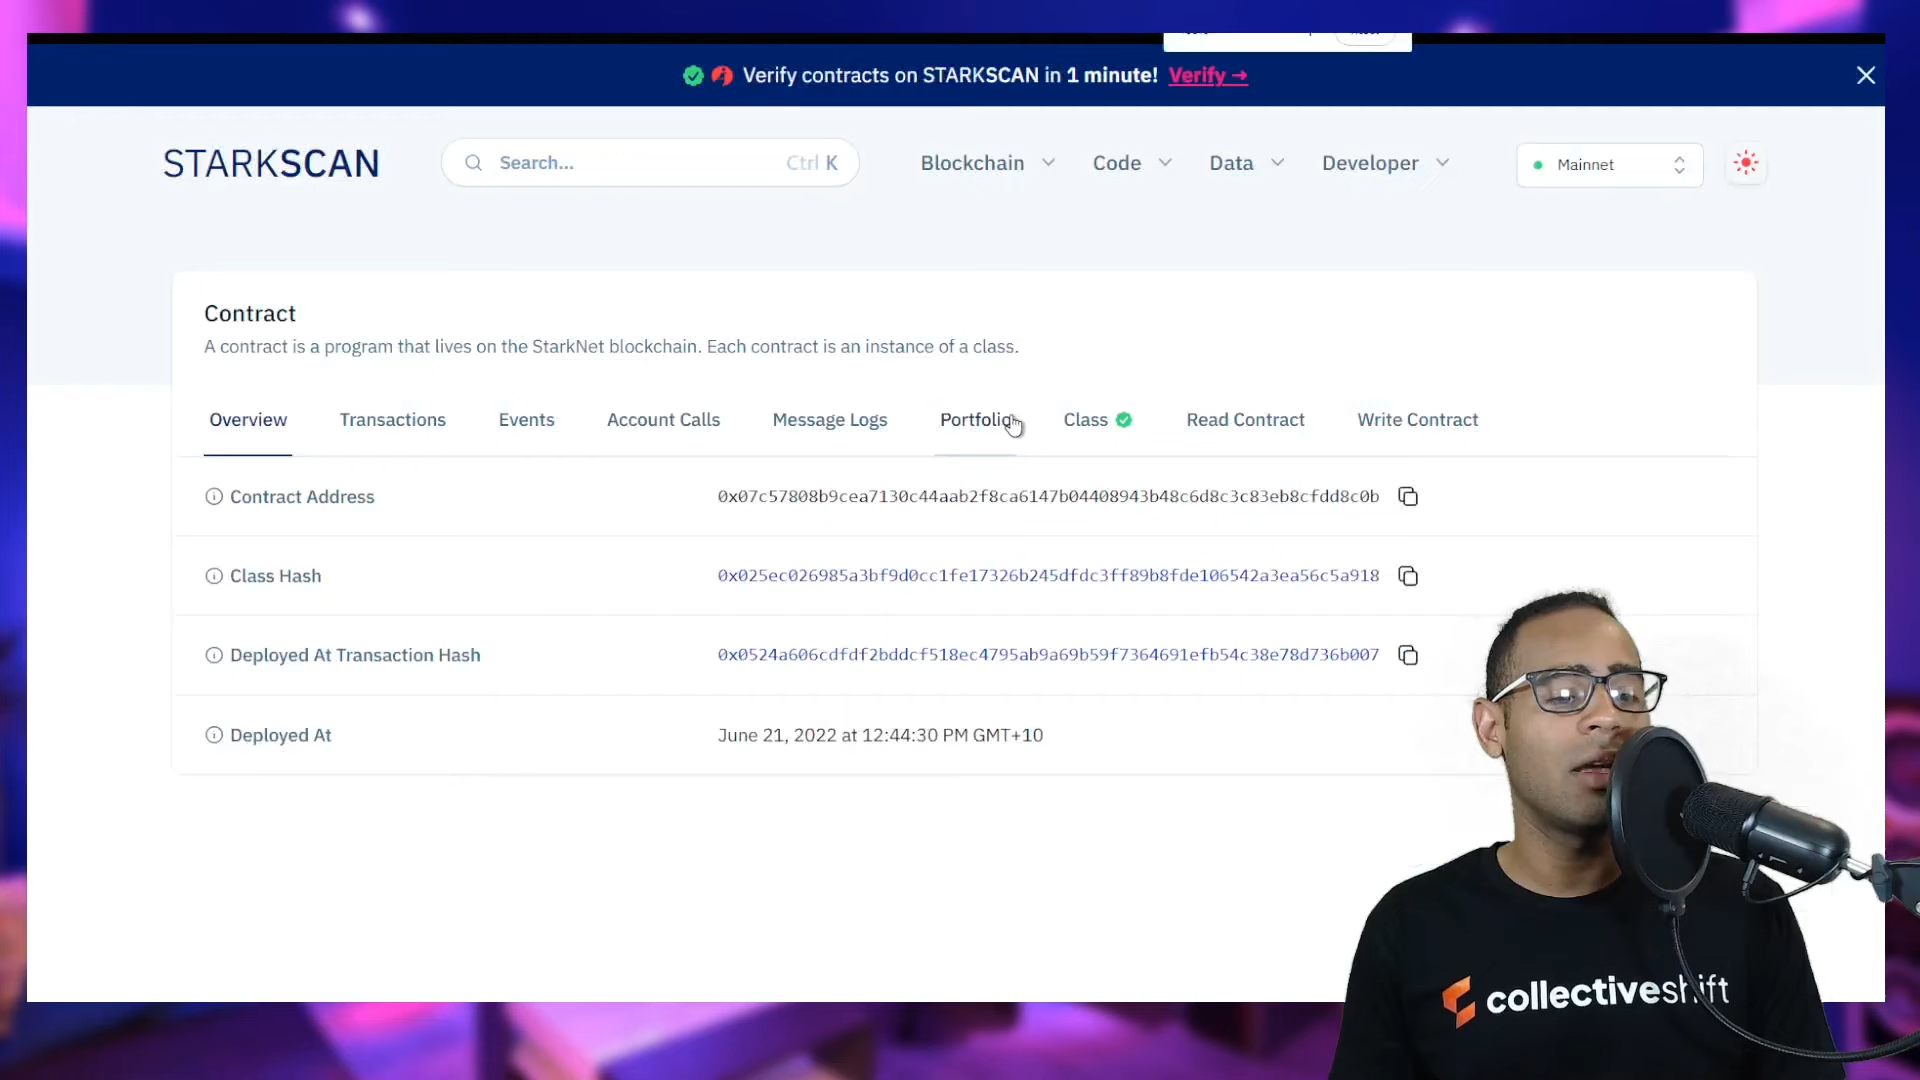 Verify contracts on STARKSCAN in 1 minute! Verify →
STARKSCAN
Search...
Ctrl K
Blockchain
Code
Data
Developer
Mainnet
Contract
A contract is a program that lives on the StarkNet blockchain. Each contract is an instance of a class.
Overview
Transactions
Events
Account Calls
Message Logs
Portfolio
Class
Read Contract
Write Contract
Contract Address
0x07c57808b9cea7130c44aab2f8ca6147b04408943b48c6d8c3c83eb8cfdd8c0b
Class Hash
0x025ec026985a3bf9d0cc1fe17326b245dfdc3ff89b8fde106542a3ea56c5a918
Deployed At Transaction Hash
0x0524a606cdfdf2bddcf518ec4795ab9a69b59f7364691efb54c38e78d736b007
Deployed At
June 21, 2022 at 12:44:30 PM GMT+10
collectiveshift